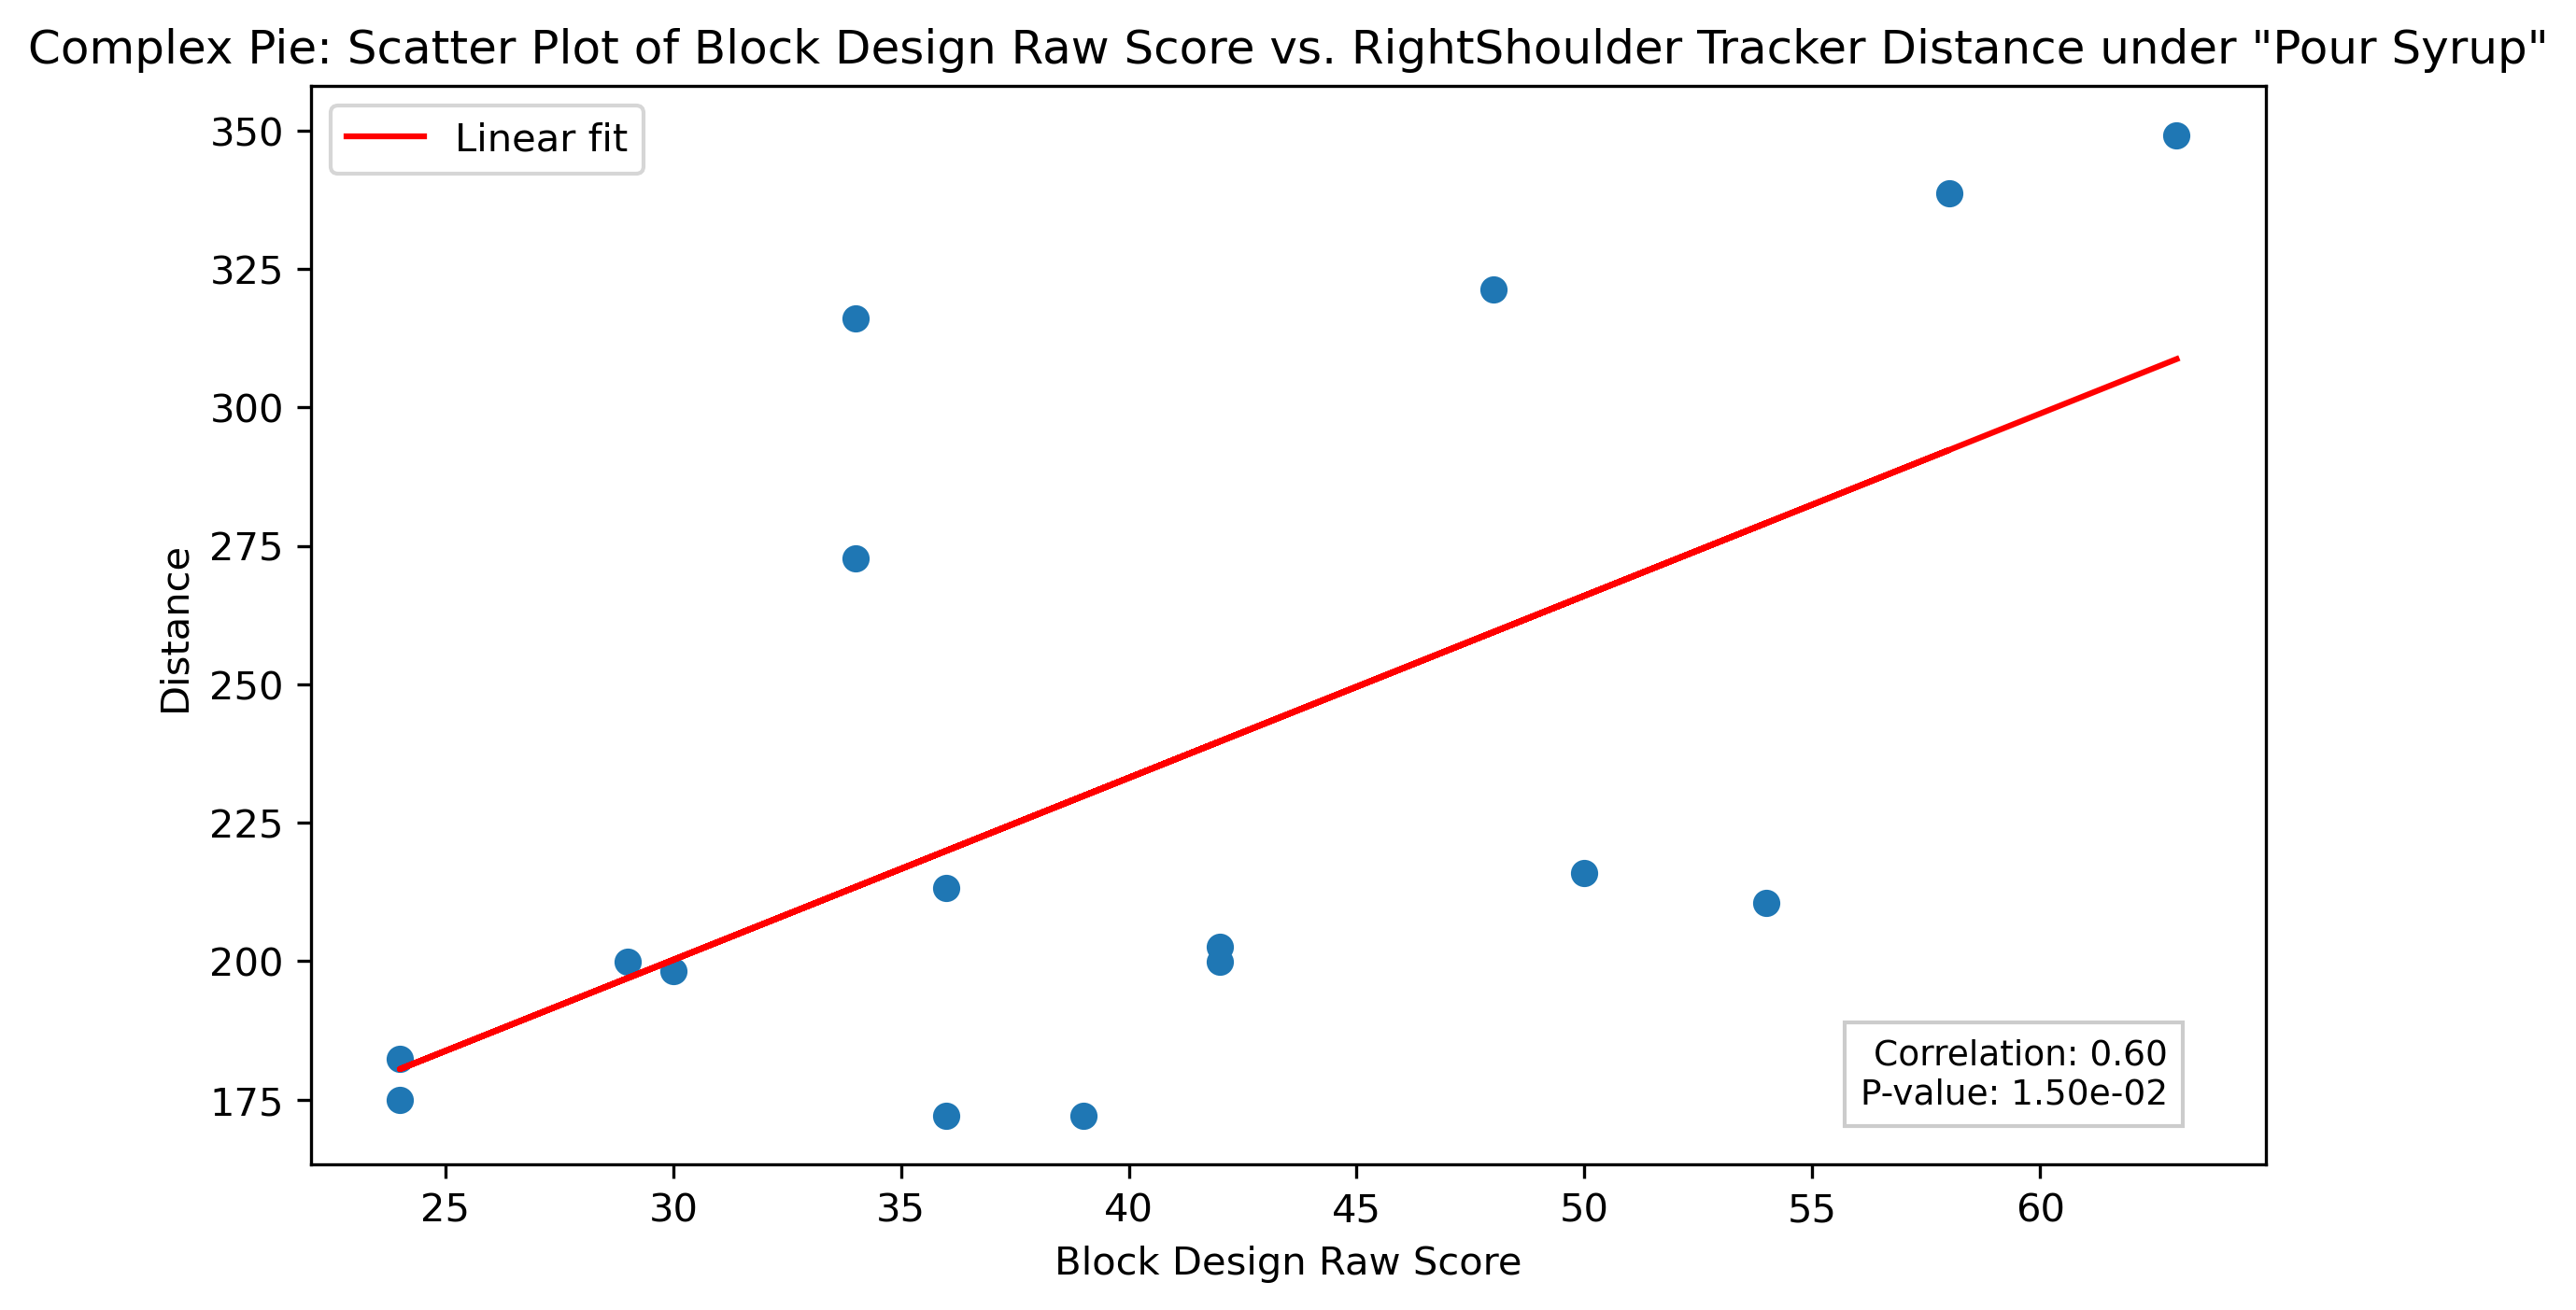 Complex Pie: Scatter Plot of Block Design Raw Score vs. RightShoulder Tracker Distance under "Pour Syrup"
Linear fit
350
325
300
275
250
225
200
175
Distance
Correlation: 0.60
P-value: 1.50e-02
25 30 35 40 45 50 55 60
Block Design Raw Score